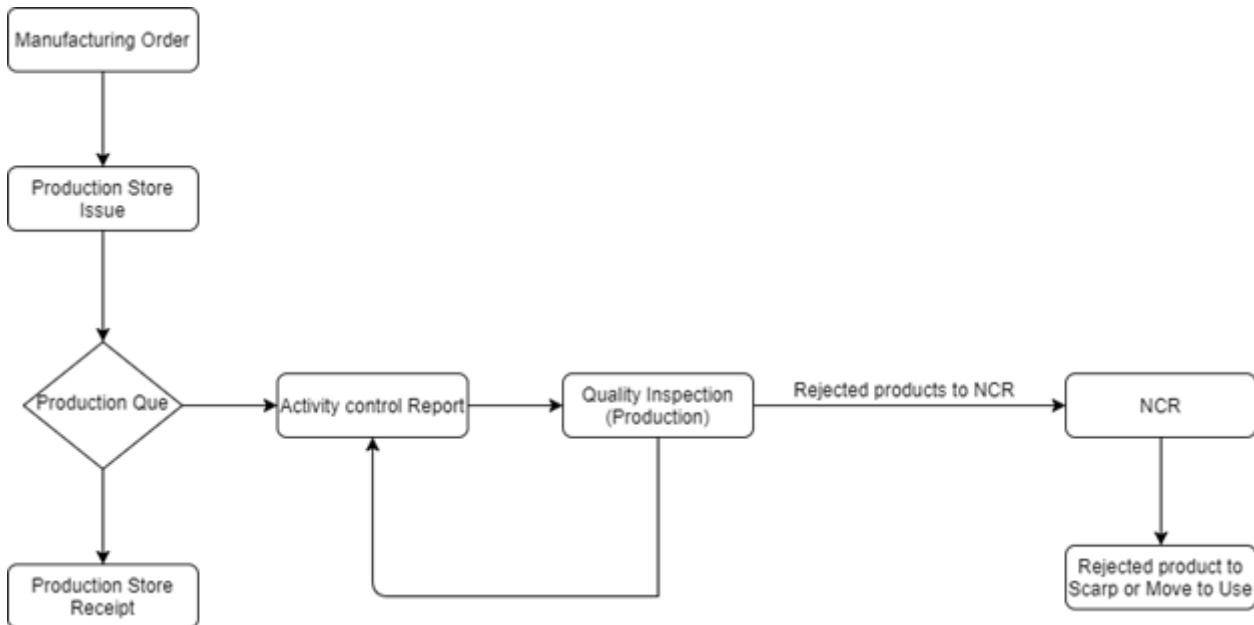 Manufacturing Order
Production Store
Issue
Production Que
Activity control Report
Quality Inspection
(Production)
Rejected products to NCR
NCR
Production Store
Receipt
Rejected product to
Scarp or Move to Use